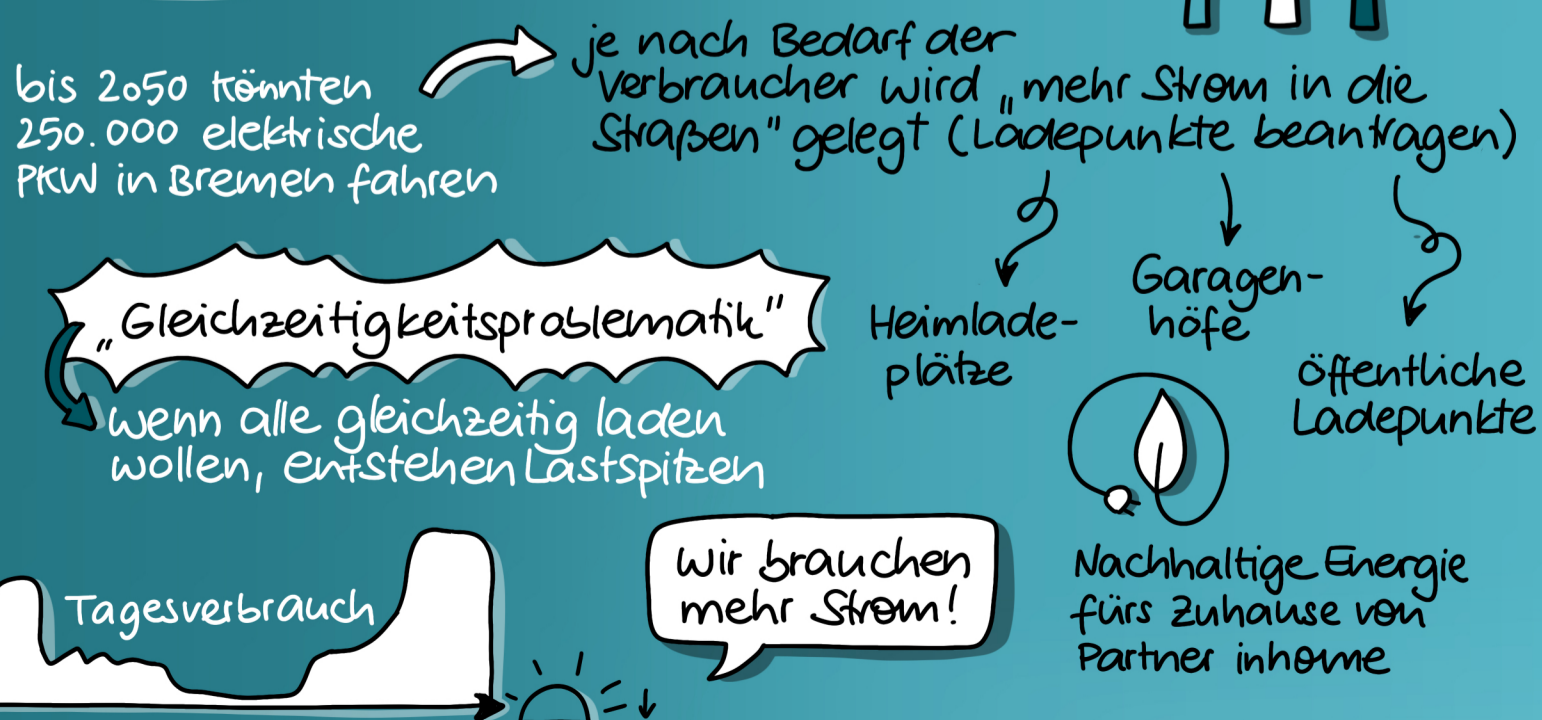 bis 2050 könnten
250.000 elektrische
PKW in Bremen fahren
je nach Bedarf der
Verbraucher wird „mehr Strom in die
Straßen" gelegt (Ladepunkte beantragen)
Heimlade-
plätze
Garagen-
höfe
öffentliche
Ladepunkte
„Gleichzeitigkeitsproblematik"
wenn alle gleichzeitig laden
wollen, entstehen Lastspitzen
Tagesverbrauch
Wir brauchen
mehr Strom!
Nachhaltige Energie
fürs Zuhause von
Partner inhome